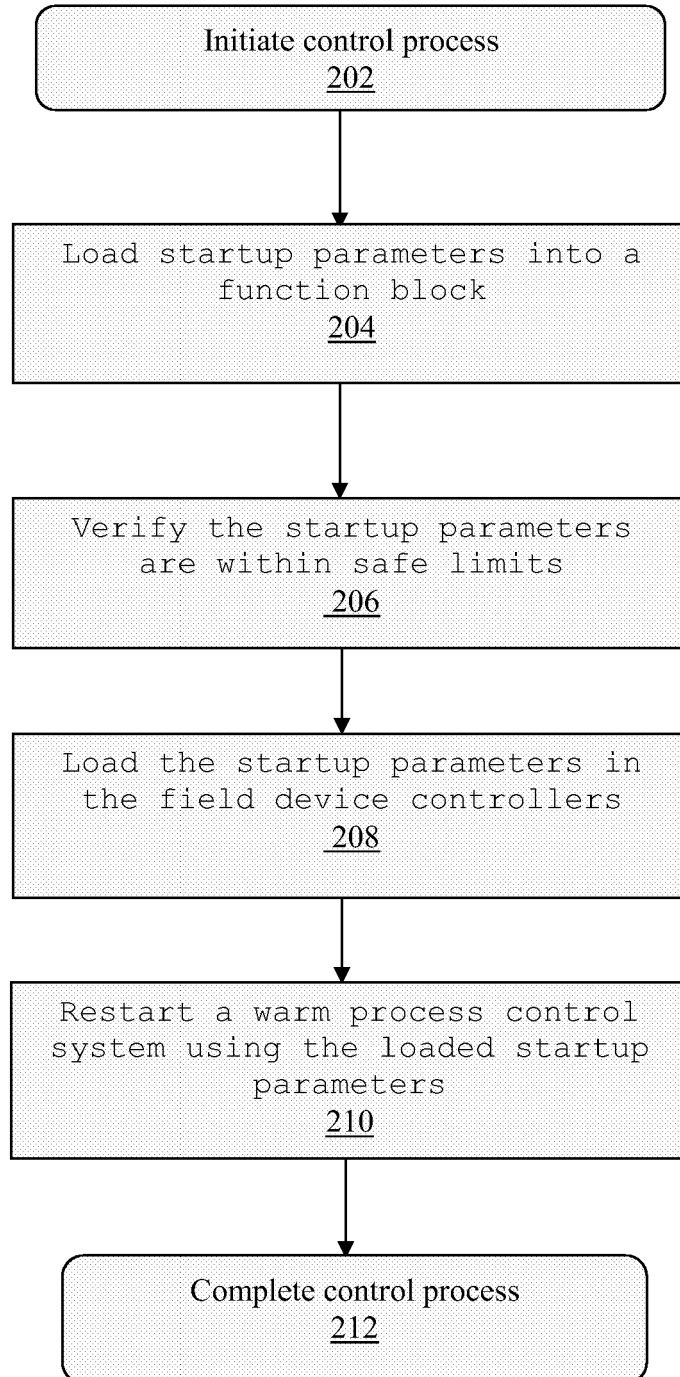 Initiate control process
202
Load startup parameters into a
function block
204
Verify the startup parameters
are within safe limits
206
Load the startup parameters in
the field device controllers
208
Restart a warm process control
system using the loaded startup
parameters
210
Complete control process
212